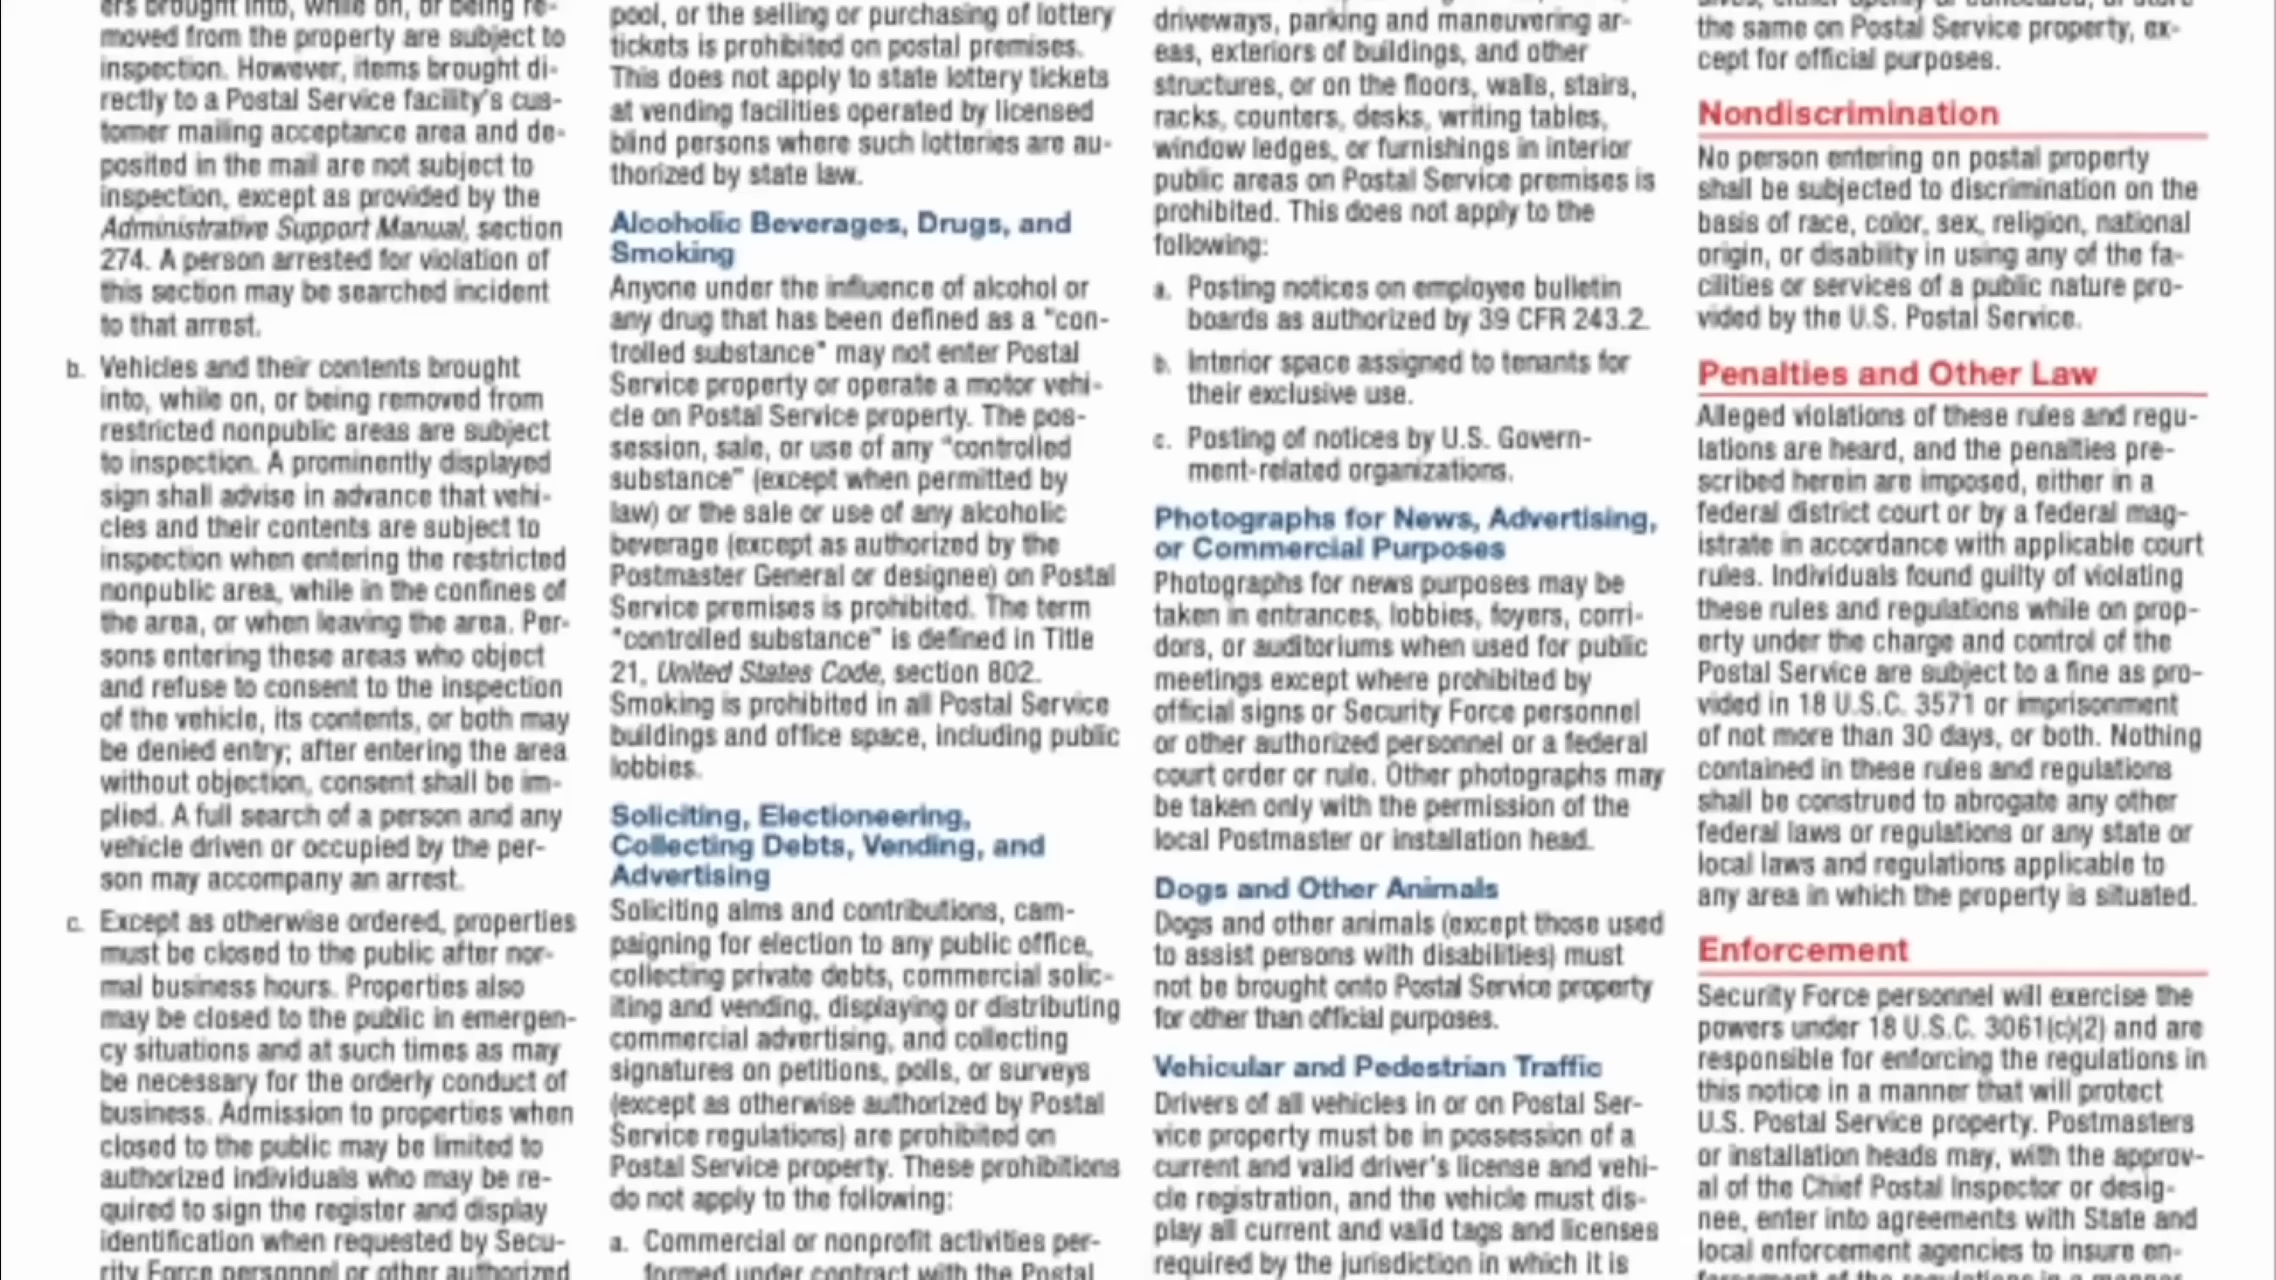 ers brought into, while on, or being re-
moved from the property are subject to
inspection. However, items brought di-
rectly to a Postal Service facility's cus-
tomer mailing acceptance area and de-
posited in the mail are not subject to
inspection, except as provided by the
Administrative Support Manual, section
274. A person arrested for violation of
this section may be searched incident
to that arrest.
b. Vehicles and their contents brought
into, while on, or being removed from
restricted nonpublic areas are subject
to inspection. A prominently displayed
sign shall advise in advance that vehi-
cles and their contents are subject to
inspection when entering the restricted
nonpublic area, while in the confines of
the area, or when leaving the area. Per-
sons entering these areas who object
and refuse to consent to the inspection
of the vehicle, its contents, or both may
be denied entry; after entering the area
without objection, consent shall be im-
plied. A full search of a person and any
vehicle driven or occupied by the per-
son may accompany an arrest.
c. Except as otherwise ordered, properties
must be closed to the public after nor-
mal business hours. Properties also
may be closed to the public in emergen-
cy situations and at such times as may
be necessary for the orderly conduct of
business. Admission to properties when
closed to the public may be limited to
authorized individuals who may be re-
quired to sign the register and display
identification when requested by Secu-
rity Force personnel or other authorized
pool, or the selling or purchasing of lottery
tickets is prohibited on postal premises.
This does not apply to state lottery tickets
at vending facilities operated by licensed
blind persons where such lotteries are au-
thorized by state law.
Alcoholic Beverages, Drugs, and
Smoking
Anyone under the influence of alcohol or
any drug that has been defined as a "con-
trolled substance" may not enter Postal
Service property or operate a motor vehi-
cle on Postal Service property. The pos-
session, sale, or use of any "controlled
substance" (except when permitted by
law) or the sale or use of any alcoholic
beverage (except as authorized by the
Postmaster General or designee) on Postal
Service premises is prohibited. The term
"controlled substance" is defined in Title
21, United States Code, section 802.
Smoking is prohibited in all Postal Service
buildings and office space, including public
lobbies.
Soliciting, Electioneering,
Collecting Debts, Vending, and
Advertising
Soliciting alms and contributions, cam-
paigning for election to any public office,
collecting private debts, commercial solic-
iting and vending, displaying or distributing
commercial advertising, and collecting
signatures on petitions, polls, or surveys
(except as otherwise authorized by Postal
Service regulations) are prohibited on
Postal Service property. These prohibitions
do not apply to the following:
a. Commercial or nonprofit activities per-
formed under contract with the Postal
driveways, parking and maneuvering ar-
eas, exteriors of buildings, and other
structures, or on the floors, walls, stairs,
racks, counters, desks, writing tables,
window ledges, or furnishings in interior
public areas on Postal Service premises is
prohibited. This does not apply to the
following:
a. Posting notices on employee bulletin
boards as authorized by 39 CFR 243.2.
b. Interior space assigned to tenants for
their exclusive use.
c. Posting of notices by U.S. Govern-
ment-related organizations.
Photographs for News, Advertising,
or Commercial Purposes
Photographs for news purposes may be
taken in entrances, lobbies, foyers, corri-
dors, or auditoriums when used for public
meetings except where prohibited by
official signs or Security Force personnel
or other authorized personnel or a federal
court order or rule. Other photographs may
be taken only with the permission of the
local Postmaster or installation head.
Dogs and Other Animals
Dogs and other animals (except those used
to assist persons with disabilities) must
not be brought onto Postal Service property
for other than official purposes.
Vehicular and Pedestrian Traffic
Drivers of all vehicles in or on Postal Ser-
vice property must be in possession of a
current and valid driver's license and vehi-
cle registration, and the vehicle must dis-
play all current and valid tags and licenses
required by the jurisdiction in which it is
the same on Postal Service property, ex-
cept for official purposes.
Nondiscrimination
No person entering on postal property
shall be subjected to discrimination on the
basis of race, color, sex, religion, national
origin, or disability in using any of the fa-
cilities or services of a public nature pro-
vided by the U.S. Postal Service.
Penalties and Other Law
Alleged violations of these rules and regu-
lations are heard, and the penalties pre-
scribed herein are imposed, either in a
federal district court or by a federal mag-
istrate in accordance with applicable court
rules. Individuals found guilty of violating
these rules and regulations while on prop-
erty under the charge and control of the
Postal Service are subject to a fine as pro-
vided in 18 U.S.C. 3571 or imprisonment
of not more than 30 days, or both. Nothing
contained in these rules and regulations
shall be construed to abrogate any other
federal laws or regulations or any state or
local laws and regulations applicable to
any area in which the property is situated.
Enforcement
Security Force personnel will exercise the
powers under 18 U.S.C. 3061(c)(2) and are
responsible for enforcing the regulations in
this notice in a manner that will protect
U.S. Postal Service property. Postmasters
or installation heads may, with the approv-
al of the Chief Postal Inspector or desig-
nee, enter into agreements with State and
local enforcement agencies to insure en-